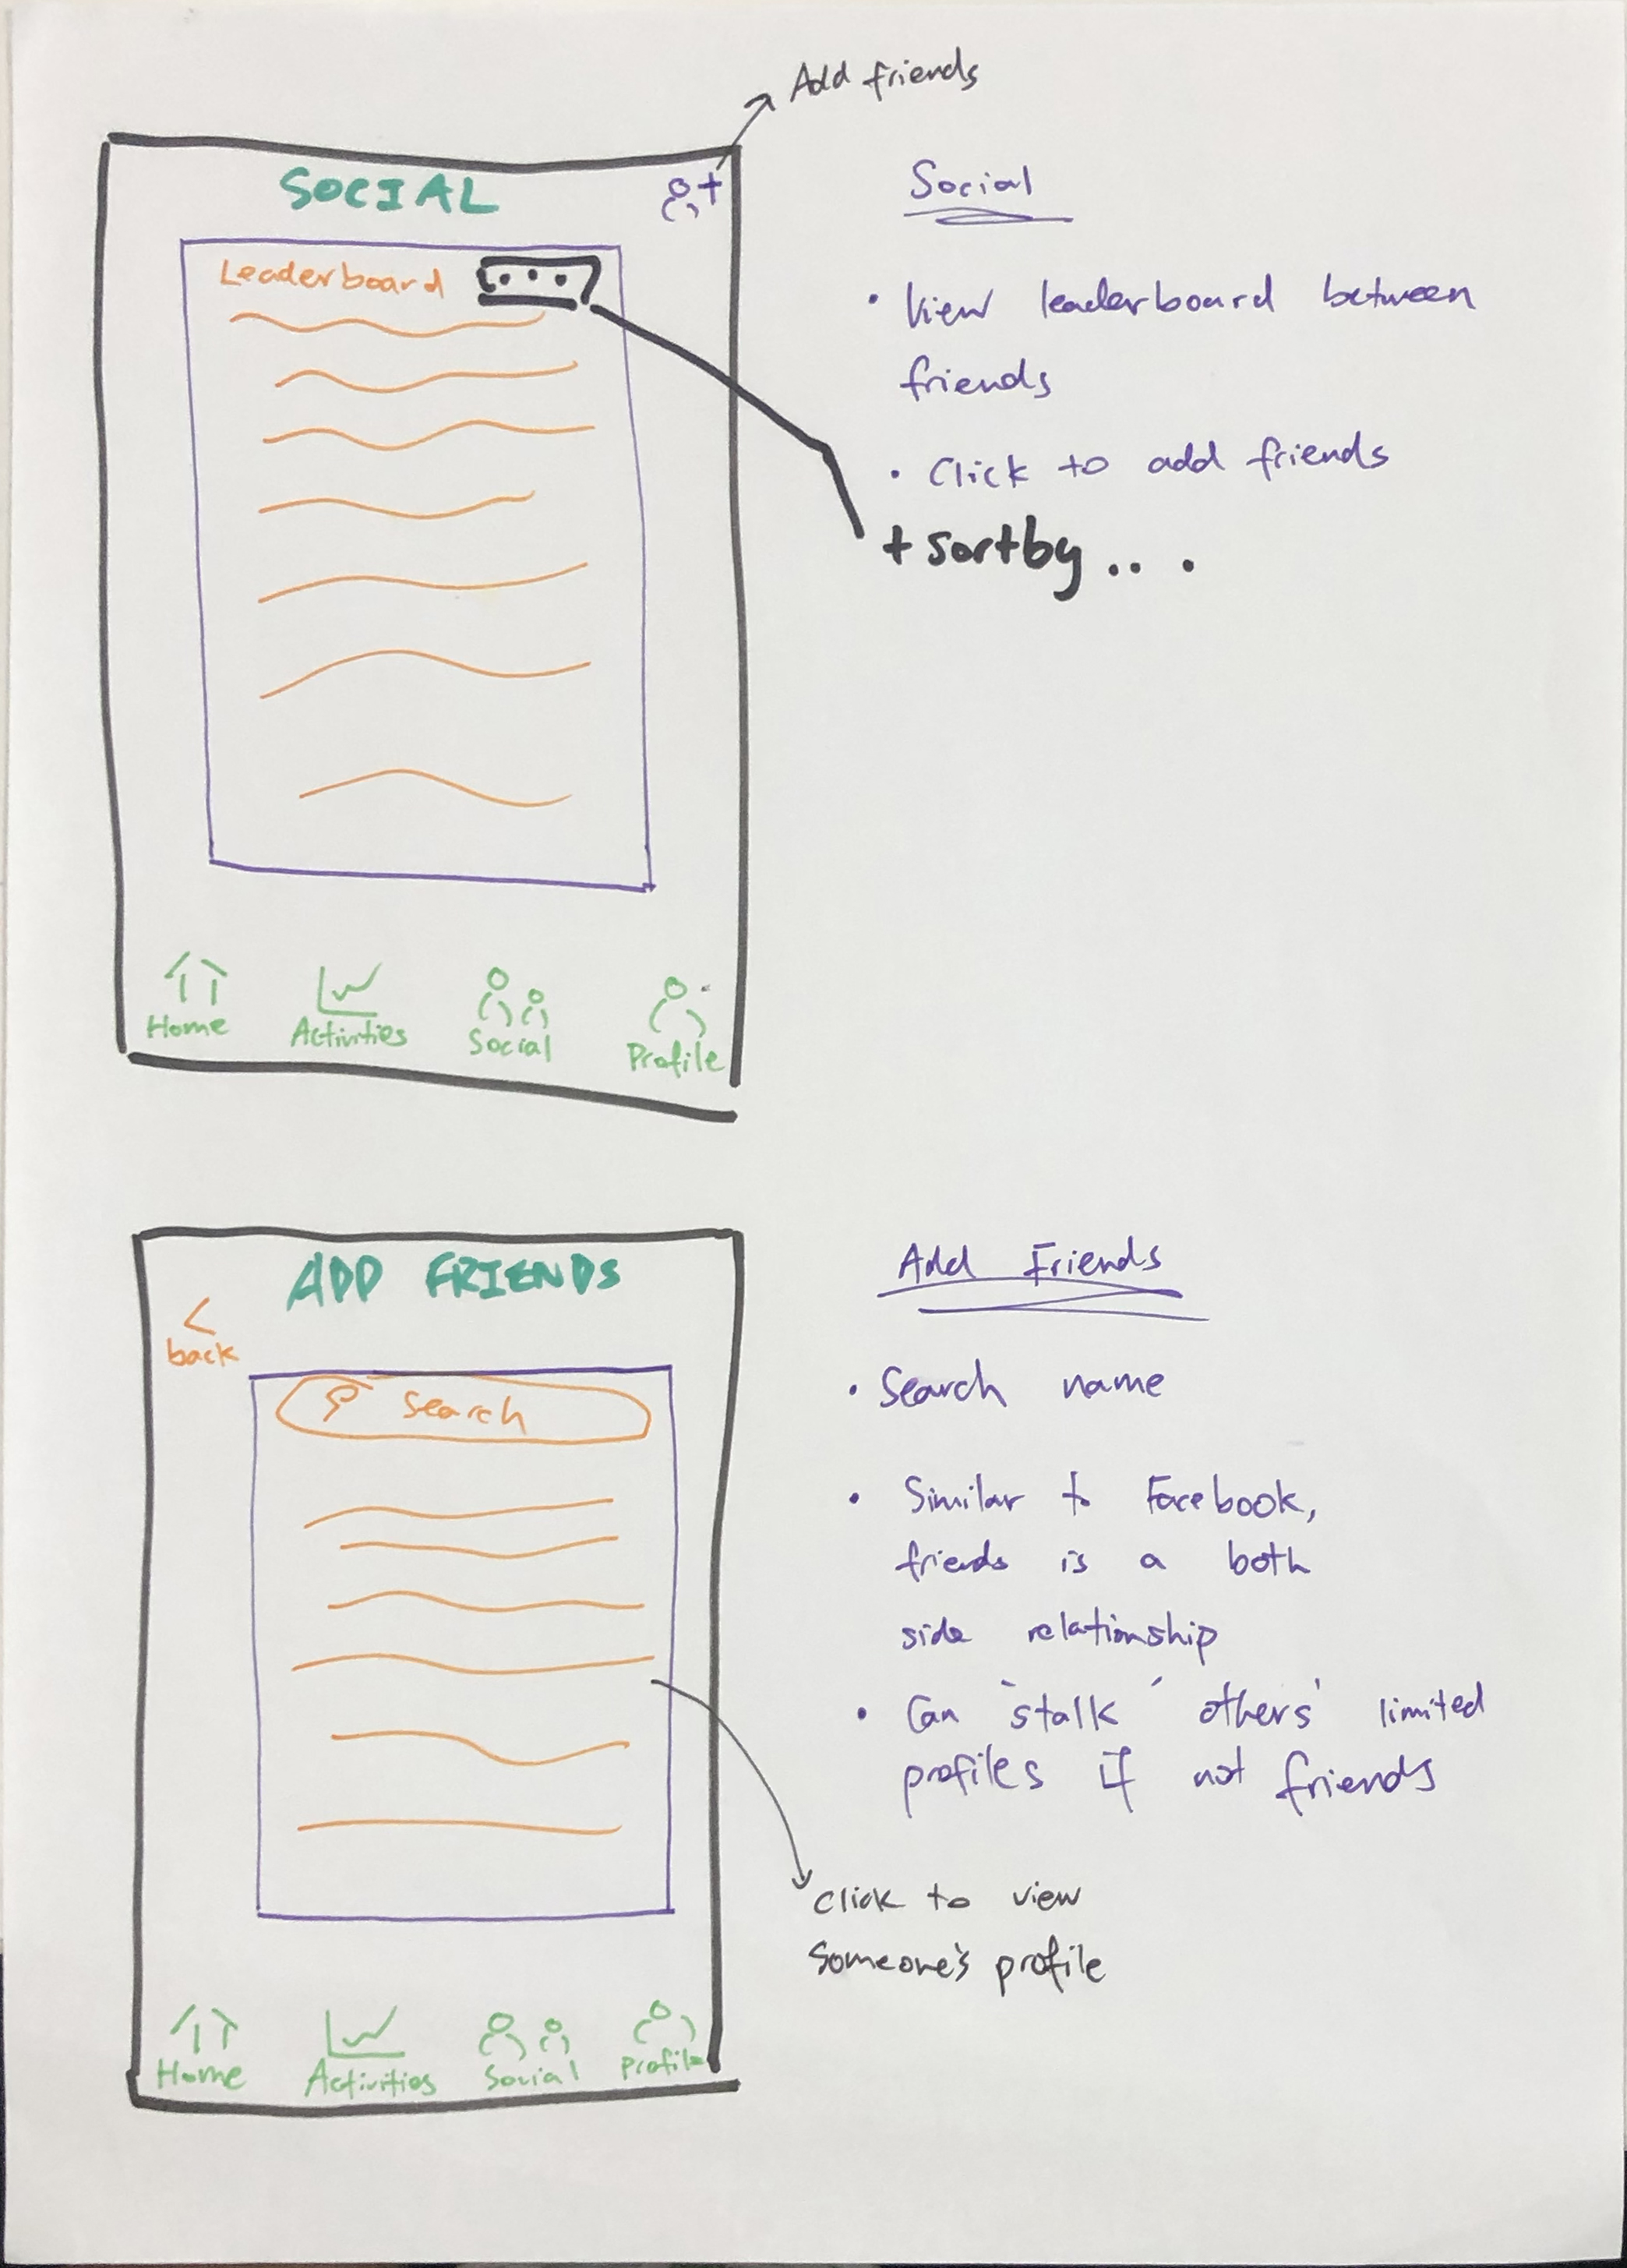 Add friends
SOCIAL
Leaderboard
Home
Activities
Social
Profile
Social
• View leaderboard between
friends
• Click to add friends
+ sortby ...
ADD FRIENDS
<
back
Search
Home
Activities
Social
Profile
Add Friends
• Search name
• Similar to Facebook,
friends is a both
side relationship
• Can 'stalk' others' limited
profiles if not friends
click to view
someone's profile